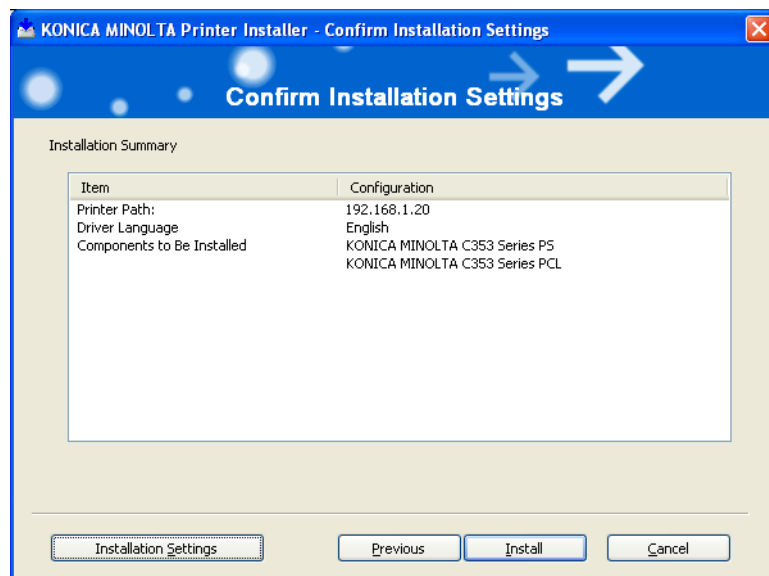 KONICA MINOLTA Printer Installer - Confirm Installation Settings
Confirm Installation Settings
Installation Summary
Item Configuration
Printer Path: 192.168.1.20
Driver Language English
Components to Be Installed KONICA MINOLTA C353 Series PS
KONICA MINOLTA C353 Series PCL
Installation Settings Previous Install Cancel